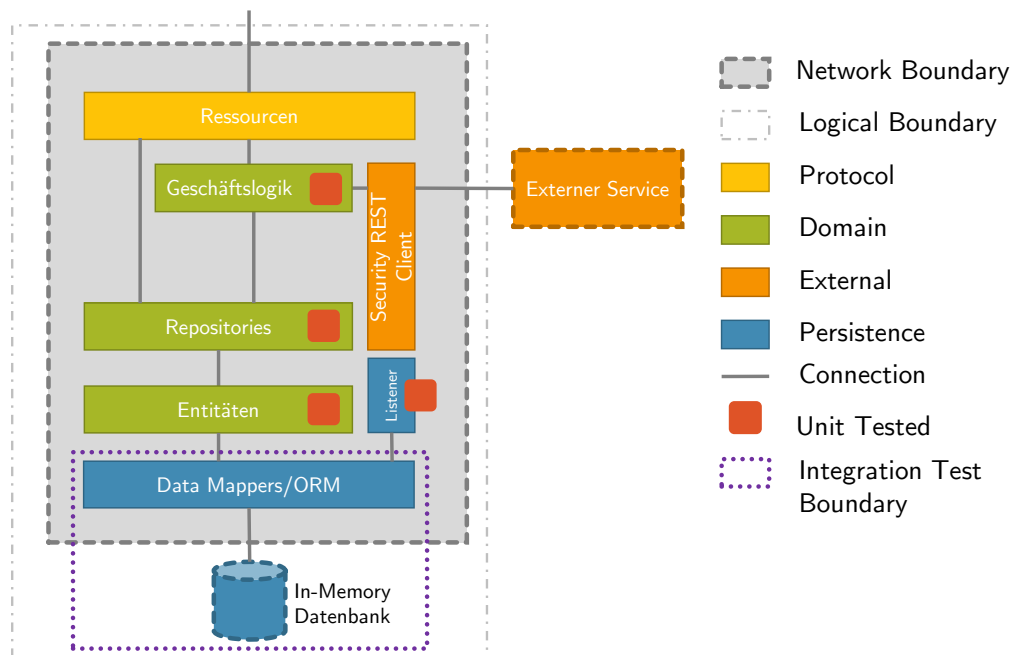 Ressourcen
Geschäftslogik
Security REST
Client
Externer Service
Repositories
Listener
Entitäten
Data Mappers/ORM
In-Memory
Datenbank
Network Boundary
Logical Boundary
Protocol
Domain
External
Persistence
Connection
Unit Tested
Integration Test
Boundary